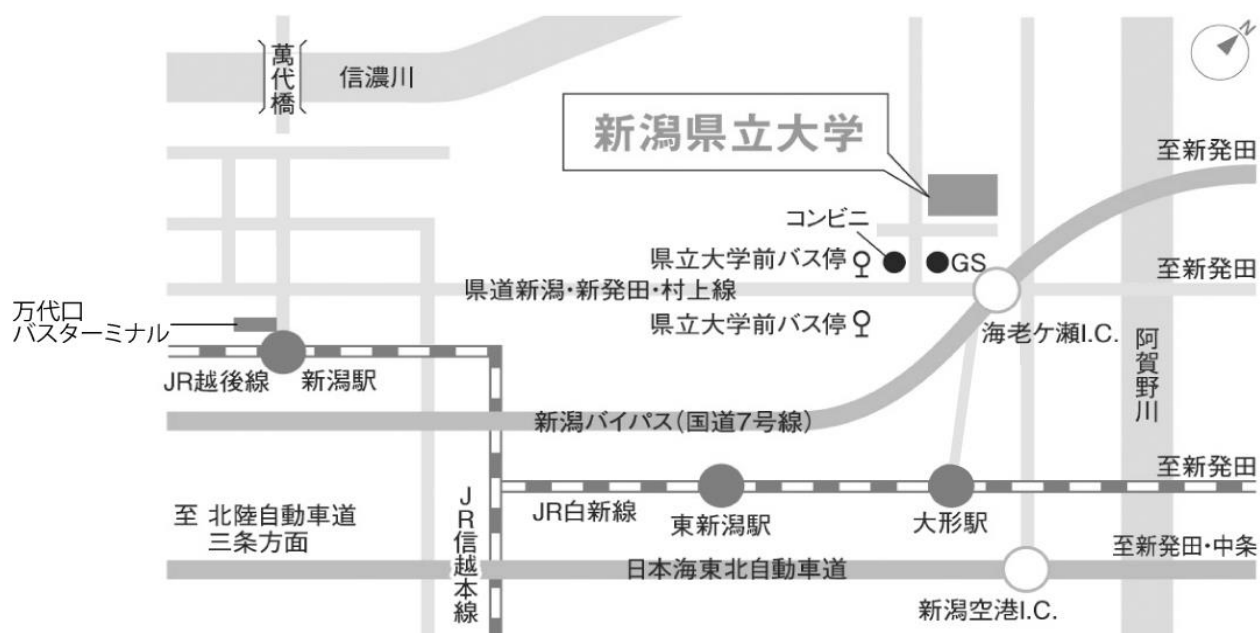 N
萬代橋
信濃川
新潟県立大学
至新発田
コンビニ
県立大学前バス停
GS
至新発田
県道新潟・新発田・村上線
万代口
バスターミナル
県立大学前バス停
海老ケ瀬I.C.
阿賀野川
JR越後線
新潟駅
新潟バイパス(国道7号線)
至新発田
JR白新線
東新潟駅
大形駅
JR信越本線
至 北陸自動車道
三条方面
至新発田・中条
日本海東北自動車道
新潟空港I.C.